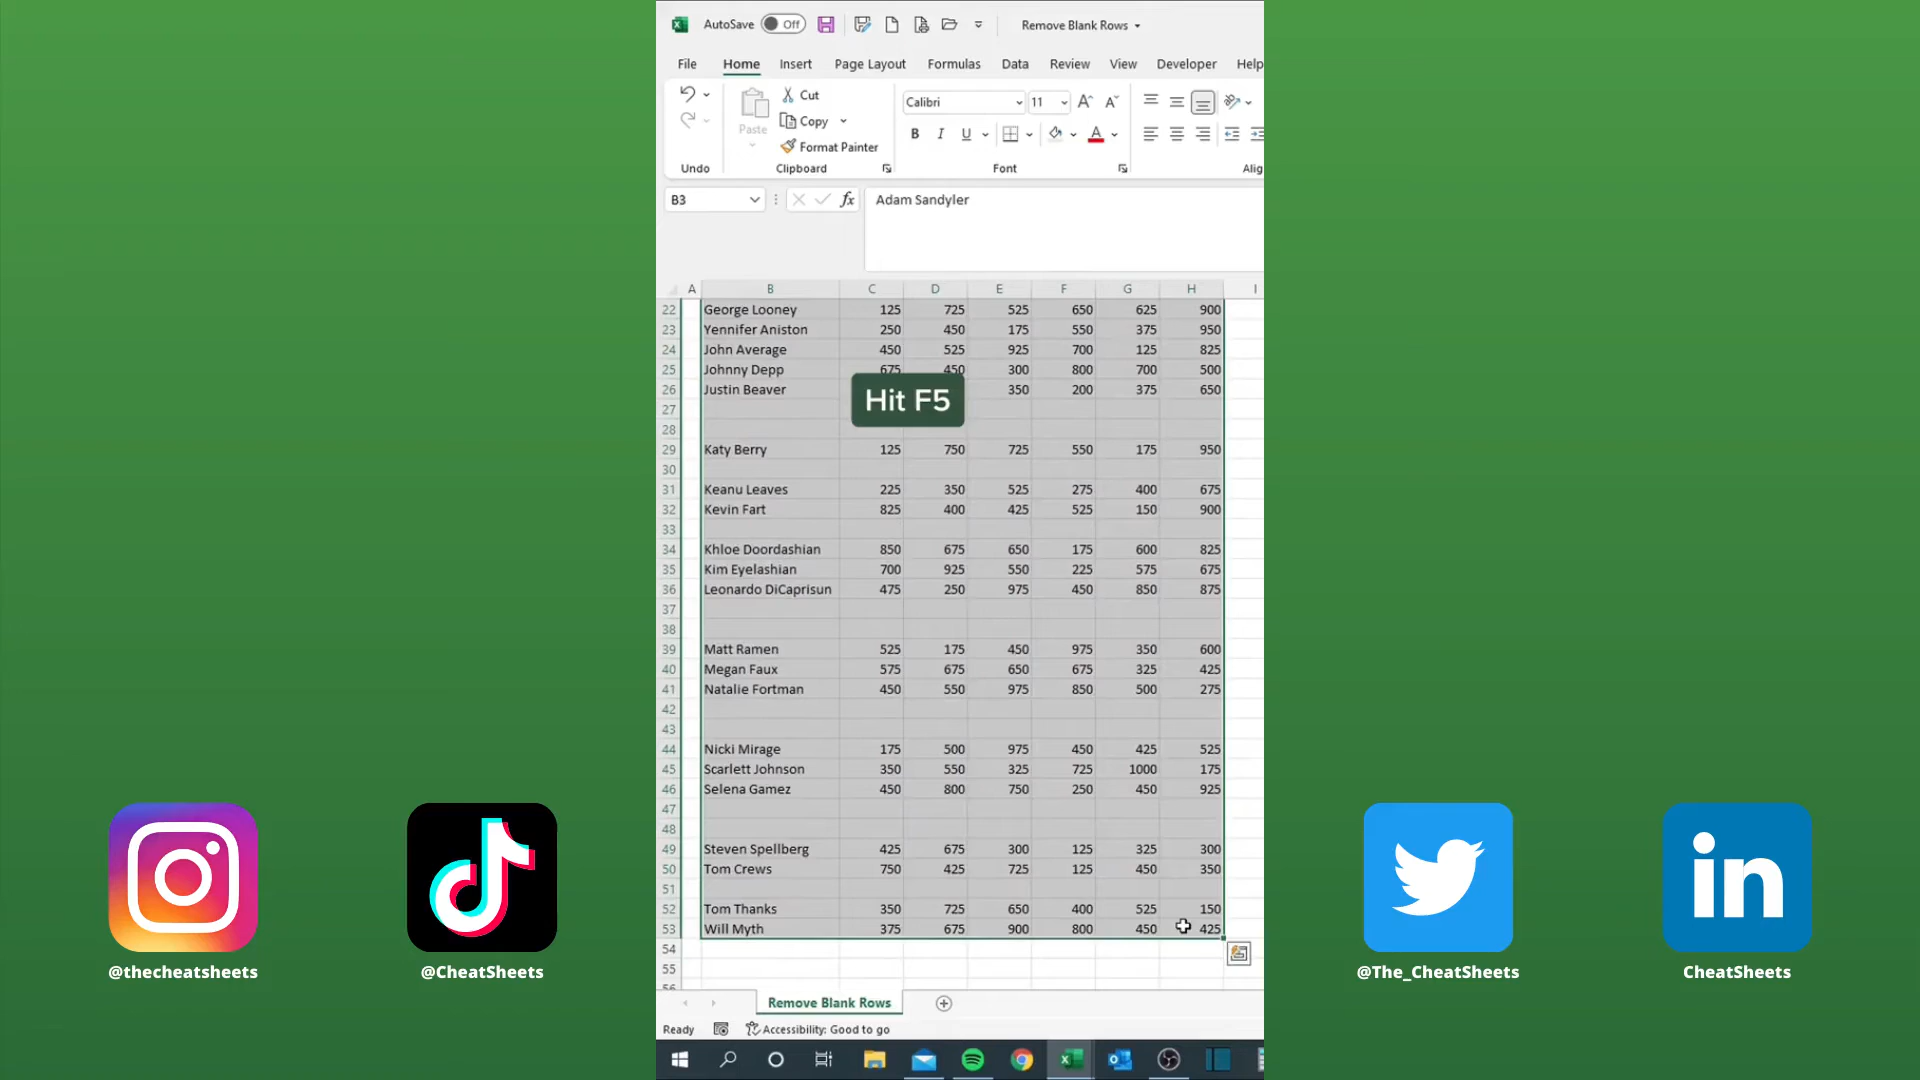 AutoSave Off Remove Blank Rows
File Home Insert Page Layout Formulas Data Review View Developer Help
Paste Cut
Copy
Format Painter
Calibri 11
B I U A
Undo Clipboard Font
B3 fx Adam Sandyler
A B C D E F G H I
22 George Looney 125 725 525 650 625 900
23 Yennifer Aniston 250 450 175 550 375 950
24 John Average 450 525 925 700 125 825
25 Johnny Depp 675 450 300 800 700 500
26 Justin Beaver 350 200 375 650
Hit F5
27
28
29 Katy Berry 125 750 725 550 175 950
30
31 Keanu Leaves 225 350 525 275 400 675
32 Kevin Fart 825 400 425 525 150 900
33
34 Khloe Doordashian 850 675 650 175 600 825
35 Kim Eyelashian 700 925 550 225 575 675
36 Leonardo DiCaprisun 475 250 975 450 850 875
37
38
39 Matt Ramen 525 175 450 975 350 600
40 Megan Faux 575 675 650 675 325 425
41 Natalie Fortman 450 550 975 850 500 275
42
43
44 Nicki Mirage 175 500 975 450 425 525
45 Scarlett Johnson 350 550 325 725 1000 175
46 Selena Gamez 450 800 750 250 450 925
47
48
49 Steven Spellberg 425 675 300 125 325 300
50 Tom Crews 750 425 725 125 450 350
51
52 Tom Thanks 350 725 650 400 525 150
53 Will Myth 375 675 900 800 450 425
54
55
Remove Blank Rows
Ready Accessibility: Good to go
in
@thecheatsheets
@CheatSheets
@The_CheatSheets
CheatSheets